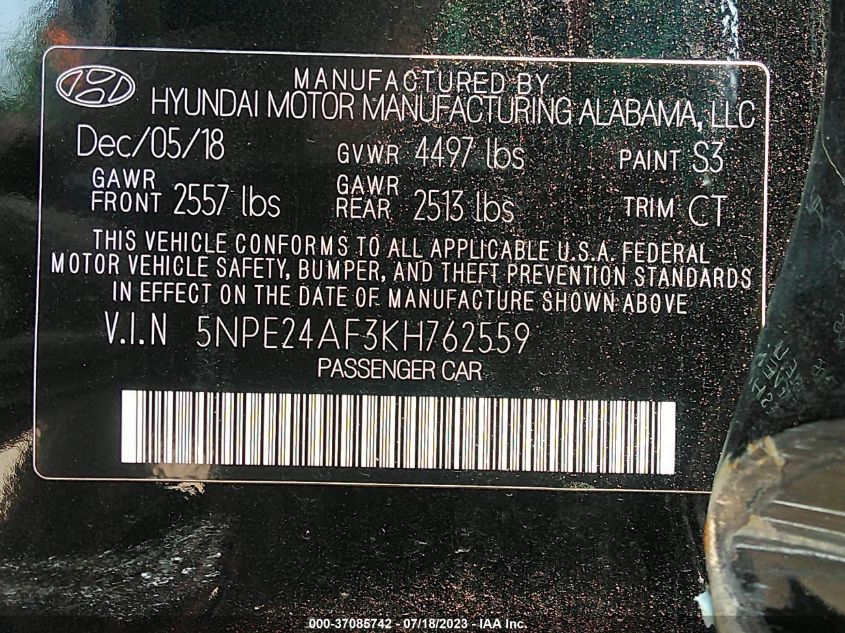 MANUFACTURED BY
HYUNDAI MOTOR MANUFACTURING ALABAMA, LLC
Dec/05/18 GVWR 4497 lbs PAINT S3
GAWR FRONT 2557 lbs GAWR REAR 2513 lbs TRIM CT
THIS VEHICLE CONFORMS TO ALL APPLICABLE U.S.A. FEDERAL
MOTOR VEHICLE SAFETY, BUMPER, AND THEFT PREVENTION STANDARDS
IN EFFECT ON THE DATE OF MANUFACTURE SHOWN ABOVE
V.I.N 5NPE24AF3KH762559
PASSENGER CAR
000-37085742 - 07/18/2023 - IAA Inc.